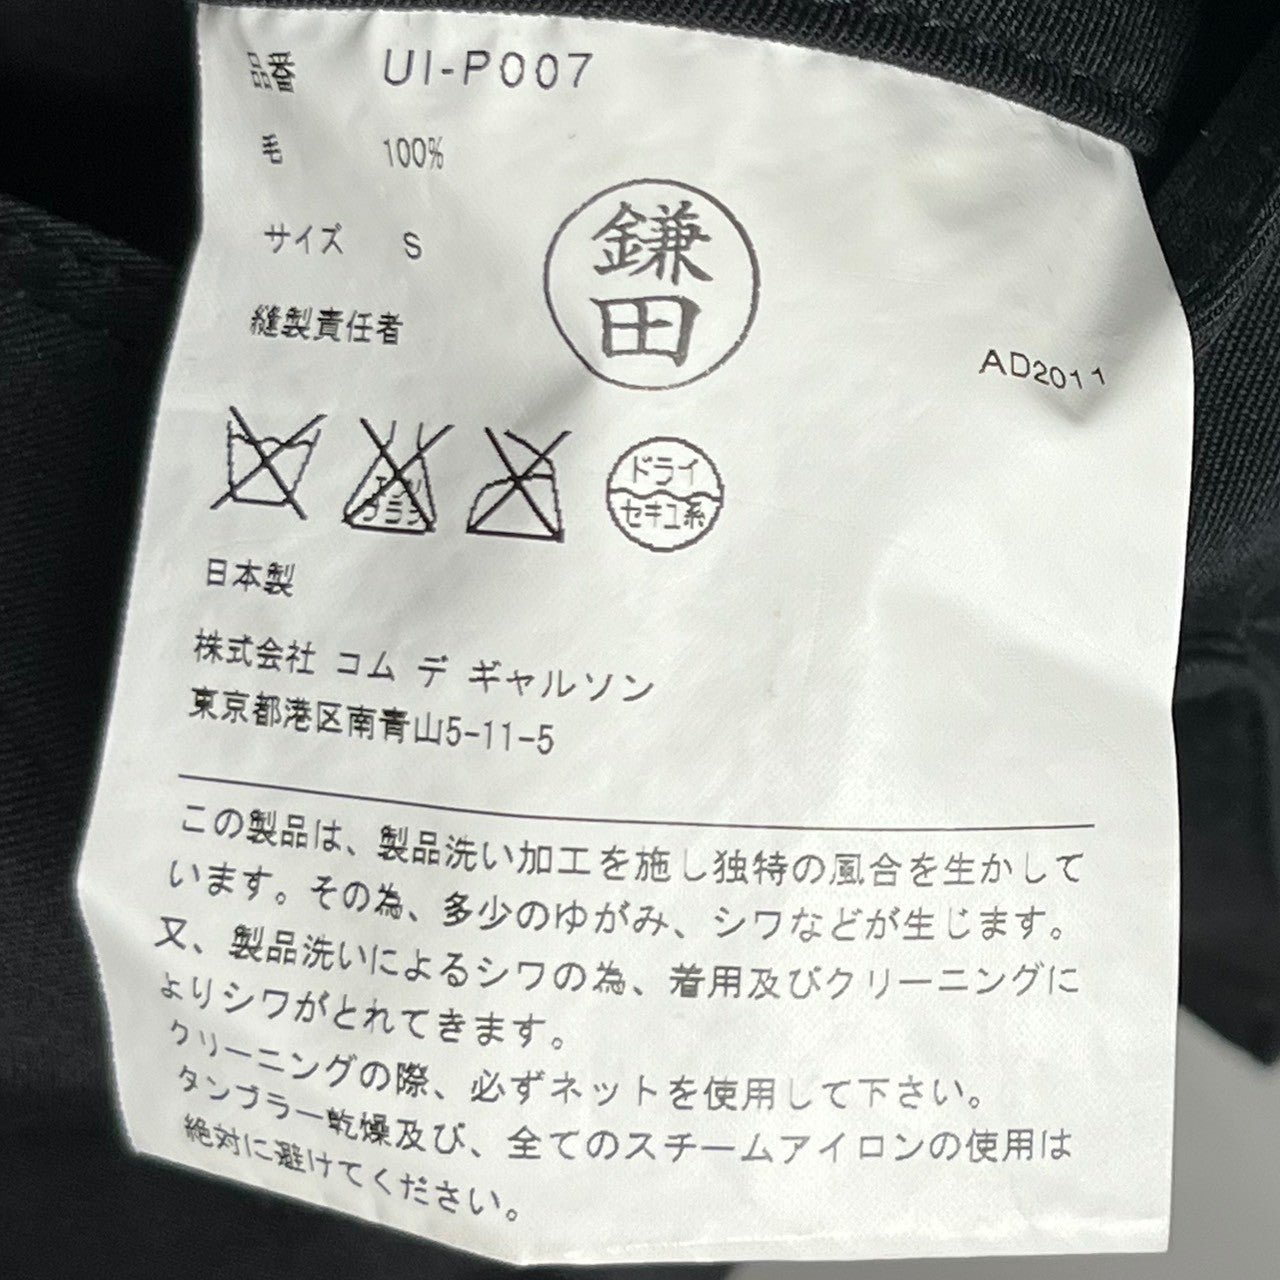 品番 UI-P007
毛 100%
サイズ S
縫製責任者
鎌田
AD2011
エンソ
フラシ
ドライ
セキユ系
日本製
株式会社 コム デ ギャルソン
東京都港区南青山5-11-5
この製品は、製品洗い加工を施し独特の風合を生かして
います。その為、多少のゆがみ、シワなどが生じます。
又、製品洗いによるシワの為、着用及びクリーニングに
よりシワがとれてきます。
クリーニングの際、必ずネットを使用して下さい。
タンブラー乾燥及び、全てのスチームアイロンの使用は
絶対に避けてください。